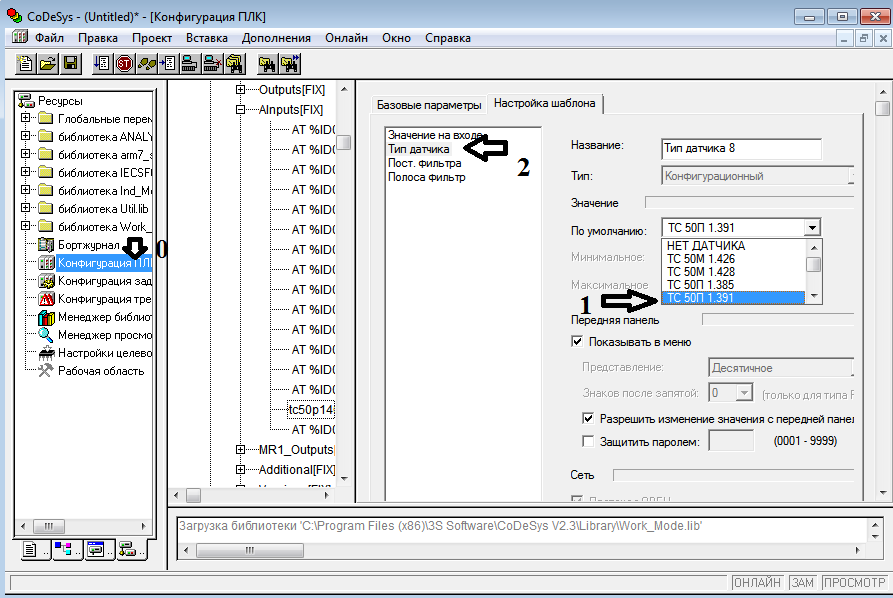 CoDeSys - (Untitled)* - [Конфигурация ПЛК]
Файл Правка Проект Вставка Дополнения Онлайн Окно Справка
Ресурсы
Глобальные перем
библиотека ANALY
библиотека arm7_s
библиотека IECSFC
библиотека Ind_Mo
библиотека Util.lib
библиотека Work_
Бортжурнал
0
Конфигурация ПЛК
Конфигурация зад
Конфигурация тре
Менеджер библиот
Менеджер просмо
Настройки целево
Рабочая область
Outputs[FIX]
AInputs[FIX]
AT %ID0
AT %ID0
AT %ID0
AT %ID0
AT %ID0
AT %ID0
AT %ID0
AT %ID0
AT %ID0
AT %ID0
AT %ID0
AT %ID0
AT %ID0
AT %ID0
tc50p14
AT %ID0
MR1_Outputs
Additional[FIX]
Базовые параметры Настройка шаблона
Значение на входе
Тип датчика
Пост. фильтра
Полоса фильтр
2
Название: Тип датчика 8
Тип: Конфигурационный
Значение
По умолчанию: ТС 50П 1.391
Минимальное:
Максимальное
НЕТ ДАТЧИКА
ТС 50М 1.426
ТС 50М 1.428
ТС 50П 1.385
ТС 50П 1.391
1
Передняя панель
Показывать в меню
Представление: Десятичное
Знаков после запятой: 0 (только для типа F
Разрешить изменение значения с передней панел
Защитить паролем: (0001 - 9999)
Сеть
Загрузка библиотеки 'C:\Program Files (x86)\3S Software\CoDeSys V2.3\Library\Work_Mode.lib'
ОНЛАЙН ЗАМ ПРОСМОТР